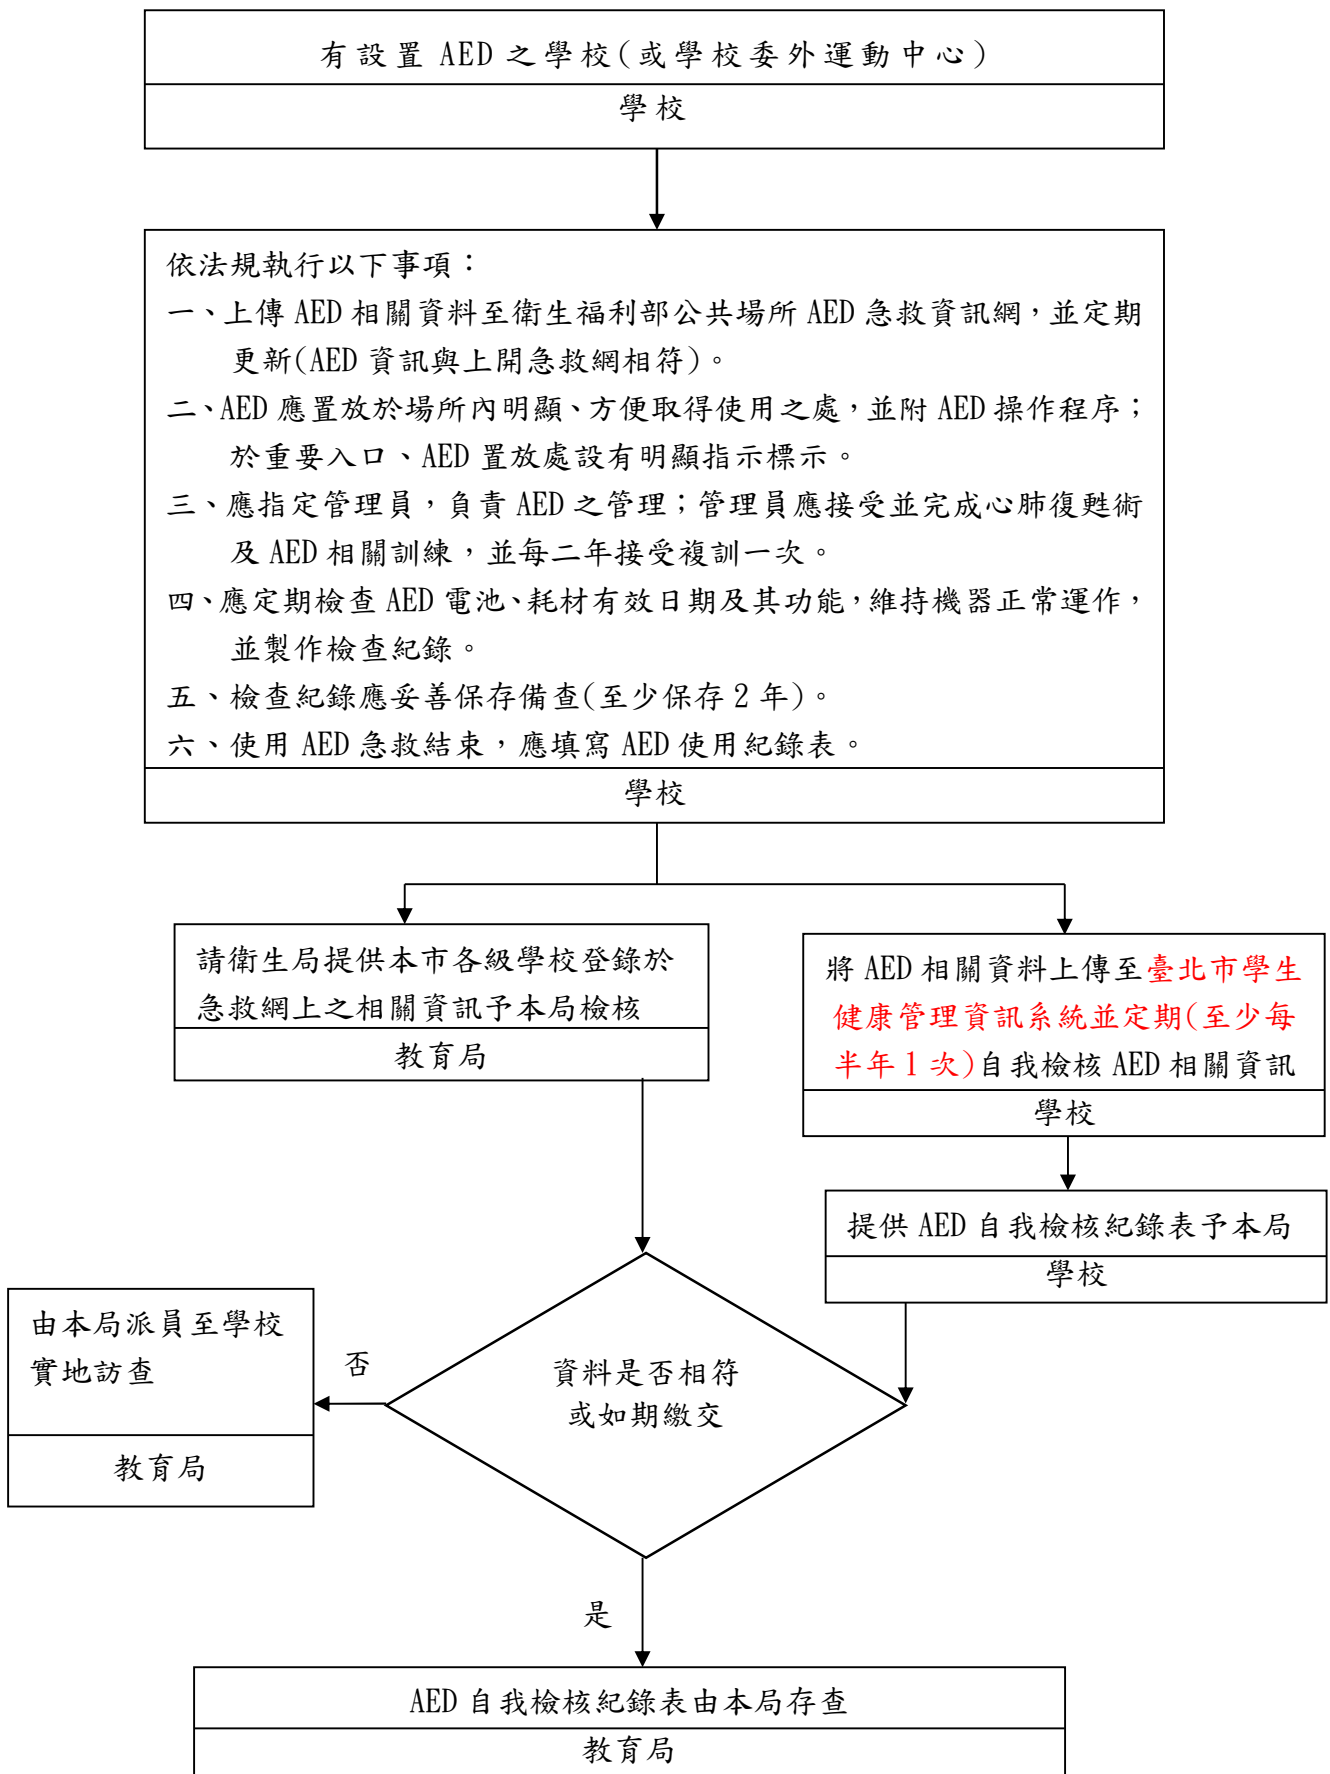 有設置 AED 之學校(或學校委外運動中心)
學校
依法規執行以下事項：
一、上傳 AED 相關資料至衛生福利部公共場所 AED 急救資訊網，並定期
更新(AED 資訊與上開急救網相符)。
二、AED 應置放於場所內明顯、方便取得使用之處，並附 AED 操作程序；
於重要入口、AED 置放處設有明顯指示標示。
三、應指定管理員，負責 AED 之管理；管理員應接受並完成心肺復甦術
及 AED 相關訓練，並每二年接受複訓一次。
四、應定期檢查 AED 電池、耗材有效日期及其功能，維持機器正常運作，
並製作檢查紀錄。
五、檢查紀錄應妥善保存備查(至少保存 2 年)。
六、使用 AED 急救結束，應填寫 AED 使用紀錄表。
學校
請衛生局提供本市各級學校登錄於
急救網上之相關資訊予本局檢核
教育局
將 AED 相關資料上傳至臺北市學生
健康管理資訊系統並定期(至少每
半年 1 次)自我檢核 AED 相關資訊
學校
提供 AED 自我檢核紀錄表予本局
學校
由本局派員至學校
實地訪查
教育局
否
資料是否相符
或如期繳交
是
AED 自我檢核紀錄表由本局存查
教育局